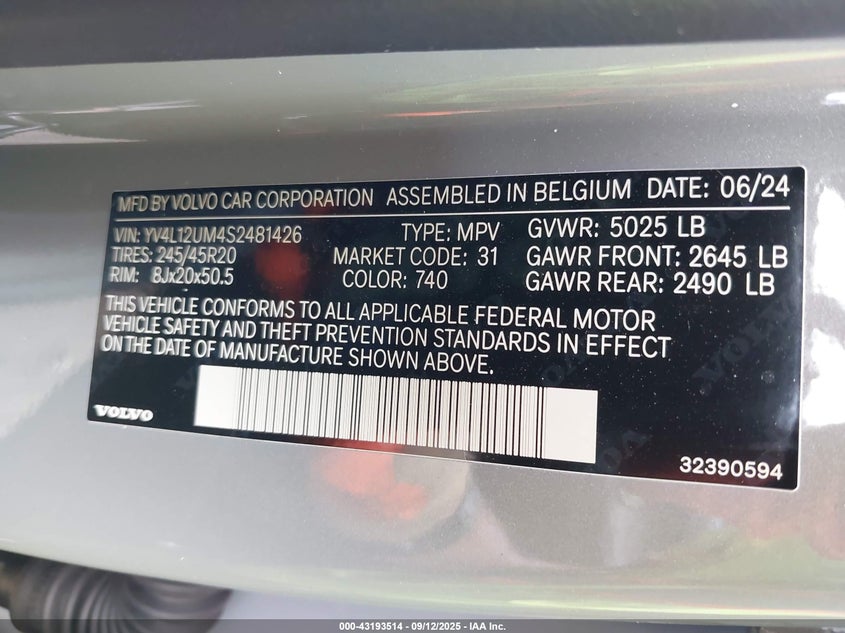 MFD BY VOLVO CAR CORPORATION ASSEMBLED IN BELGIUM DATE: 06/24
VIN: YV4L12UM4S2481426 TYPE: MPV GVWR: 5025 LB
TIRES: 245/45R20 MARKET CODE: 31 GAWR FRONT: 2645 LB
RIM: 8Jx20x50.5 COLOR: 740 GAWR REAR: 2490 LB
THIS VEHICLE CONFORMS TO ALL APPLICABLE FEDERAL MOTOR
VEHICLE SAFETY AND THEFT PREVENTION STANDARDS IN EFFECT
ON THE DATE OF MANUFACTURE SHOWN ABOVE.
VOLVO
32390594
000-43193514 - 09/12/2025 - IAA Inc.